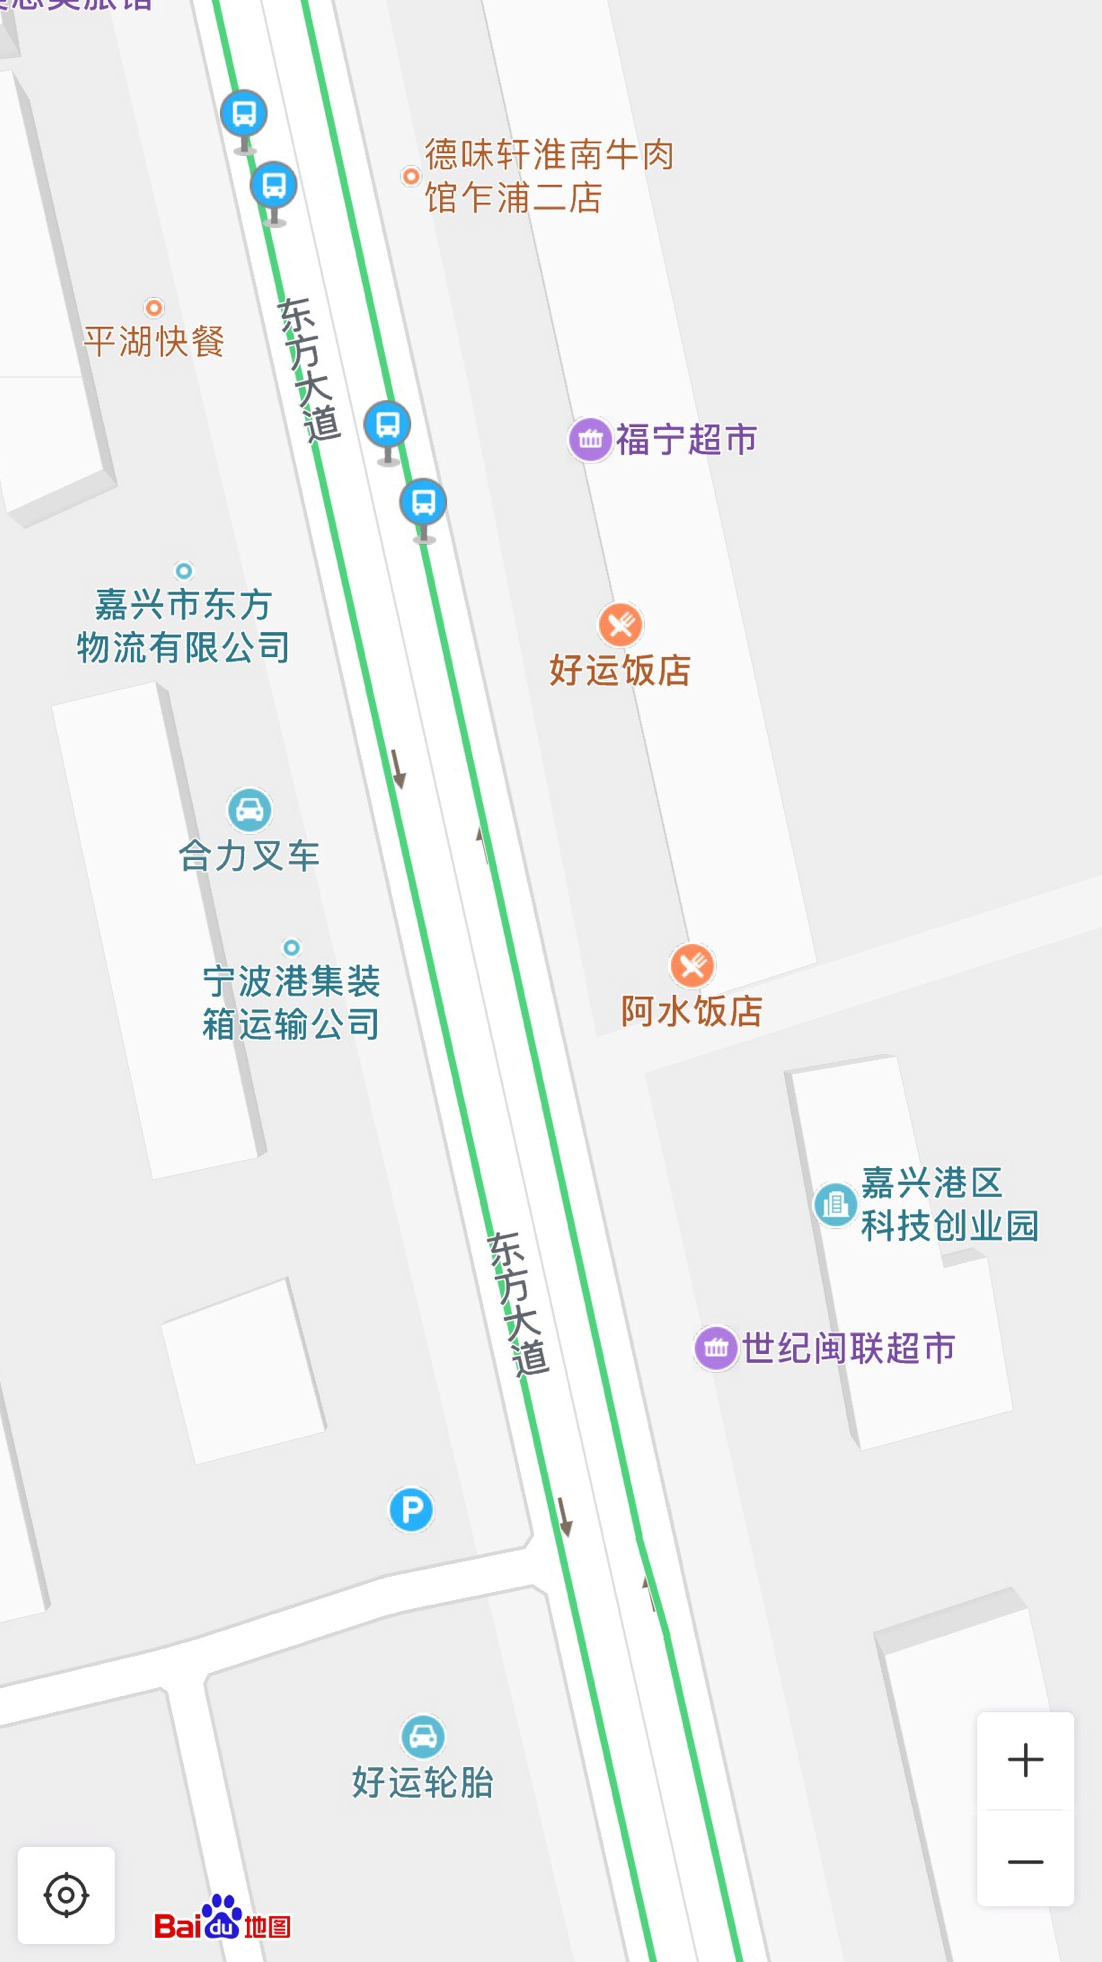 德味轩淮南牛肉
馆乍浦二店
平湖快餐
东方大道
福宁超市
嘉兴市东方
物流有限公司
好运饭店
合力叉车
宁波港集装
箱运输公司
阿水饭店
嘉兴港区
科技创业园
东方大道
世纪闽联超市
P
好运轮胎
Bai du 地图